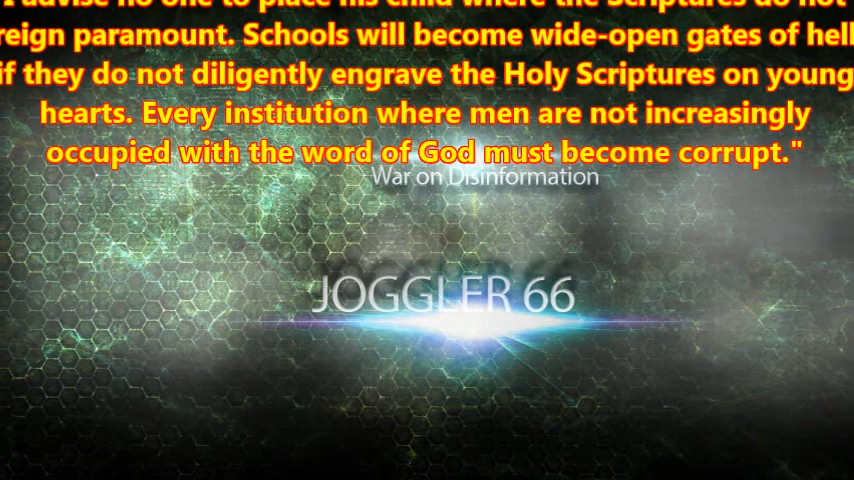 I advise no one to place his child where the Scriptures do not
reign paramount. Schools will become wide-open gates of hell
if they do not diligently engrave the Holy Scriptures on young
hearts. Every institution where men are not increasingly
occupied with the word of God must become corrupt."
War on Disinformation
JOGGLER 66